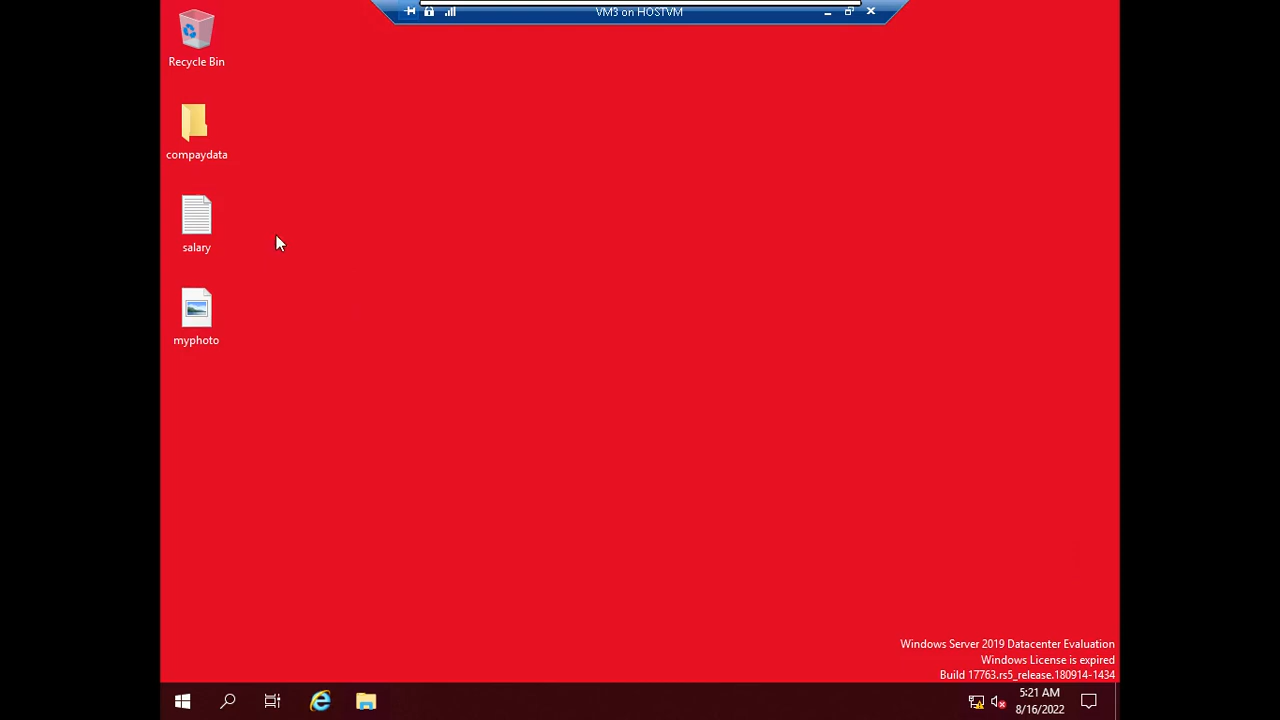 VM3 on HOSTVM
Recycle Bin
compaydata
salary
myphoto
Windows Server 2019 Datacenter Evaluation
Windows License is expired
Build 17763.rs5_release.180914-1434
5:21 AM
8/16/2022